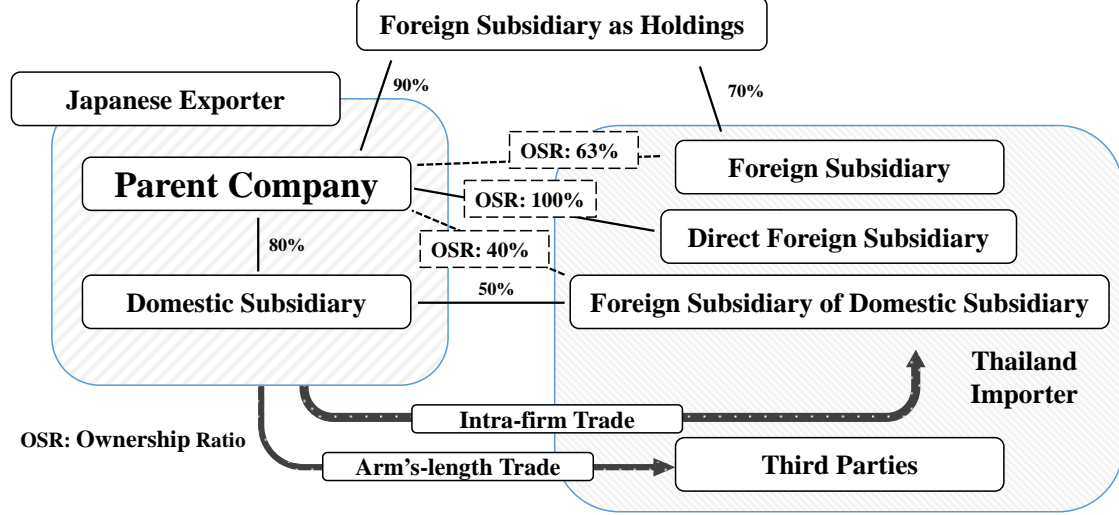 Foreign Subsidiary as Holdings
90%
70%
Japanese Exporter
OSR: 63%
Parent Company
Foreign Subsidiary
OSR: 100%
Direct Foreign Subsidiary
80%
OSR: 40%
Domestic Subsidiary
50%
Foreign Subsidiary of Domestic Subsidiary
Thailand
Importer
Intra-firm Trade
OSR: Ownership Ratio
Arm's-length Trade
Third Parties